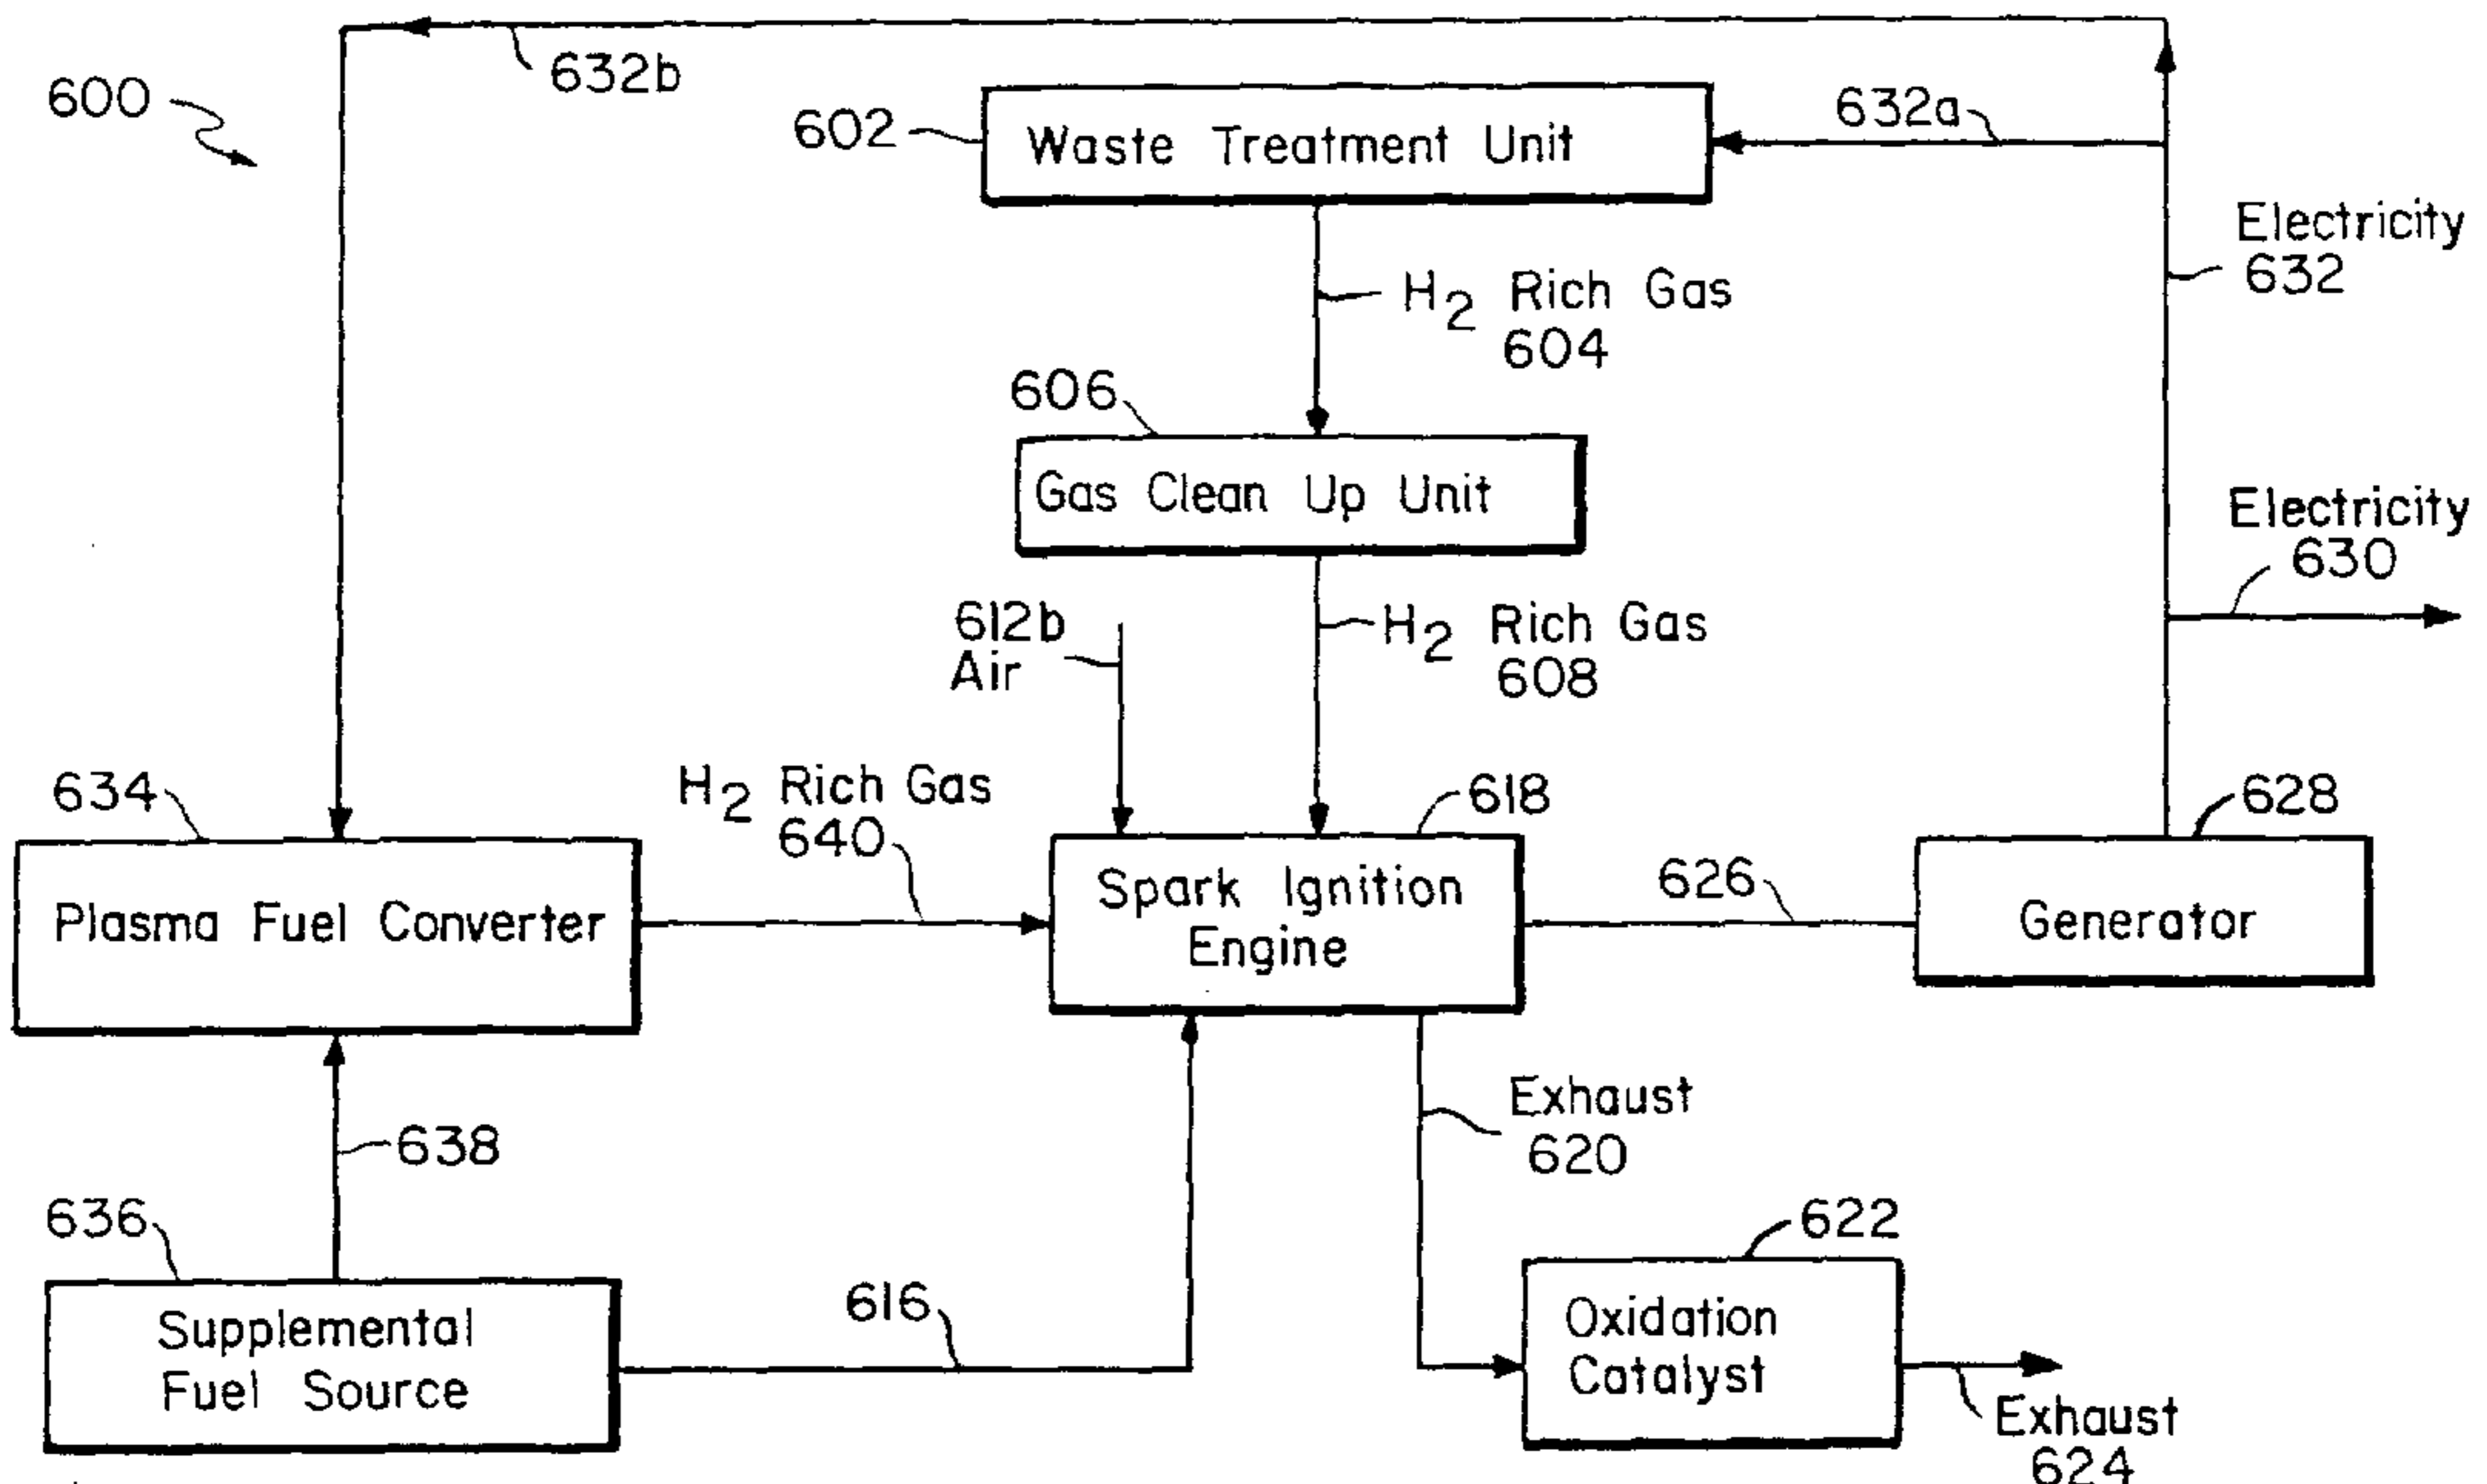 600
632b
602
Waste Treatment Unit
632a
Electricity
632
H2 Rich Gas
604
606
Gas Clean Up Unit
Electricity
630
612b
Air
H2 Rich Gas
608
634
H2 Rich Gas
640
618
628
Plasma Fuel Converter
Spark Ignition
Engine
626
Generator
638
Exhaust
620
636
Supplemental
Fuel Source
616
622
Oxidation
Catalyst
Exhaust
624